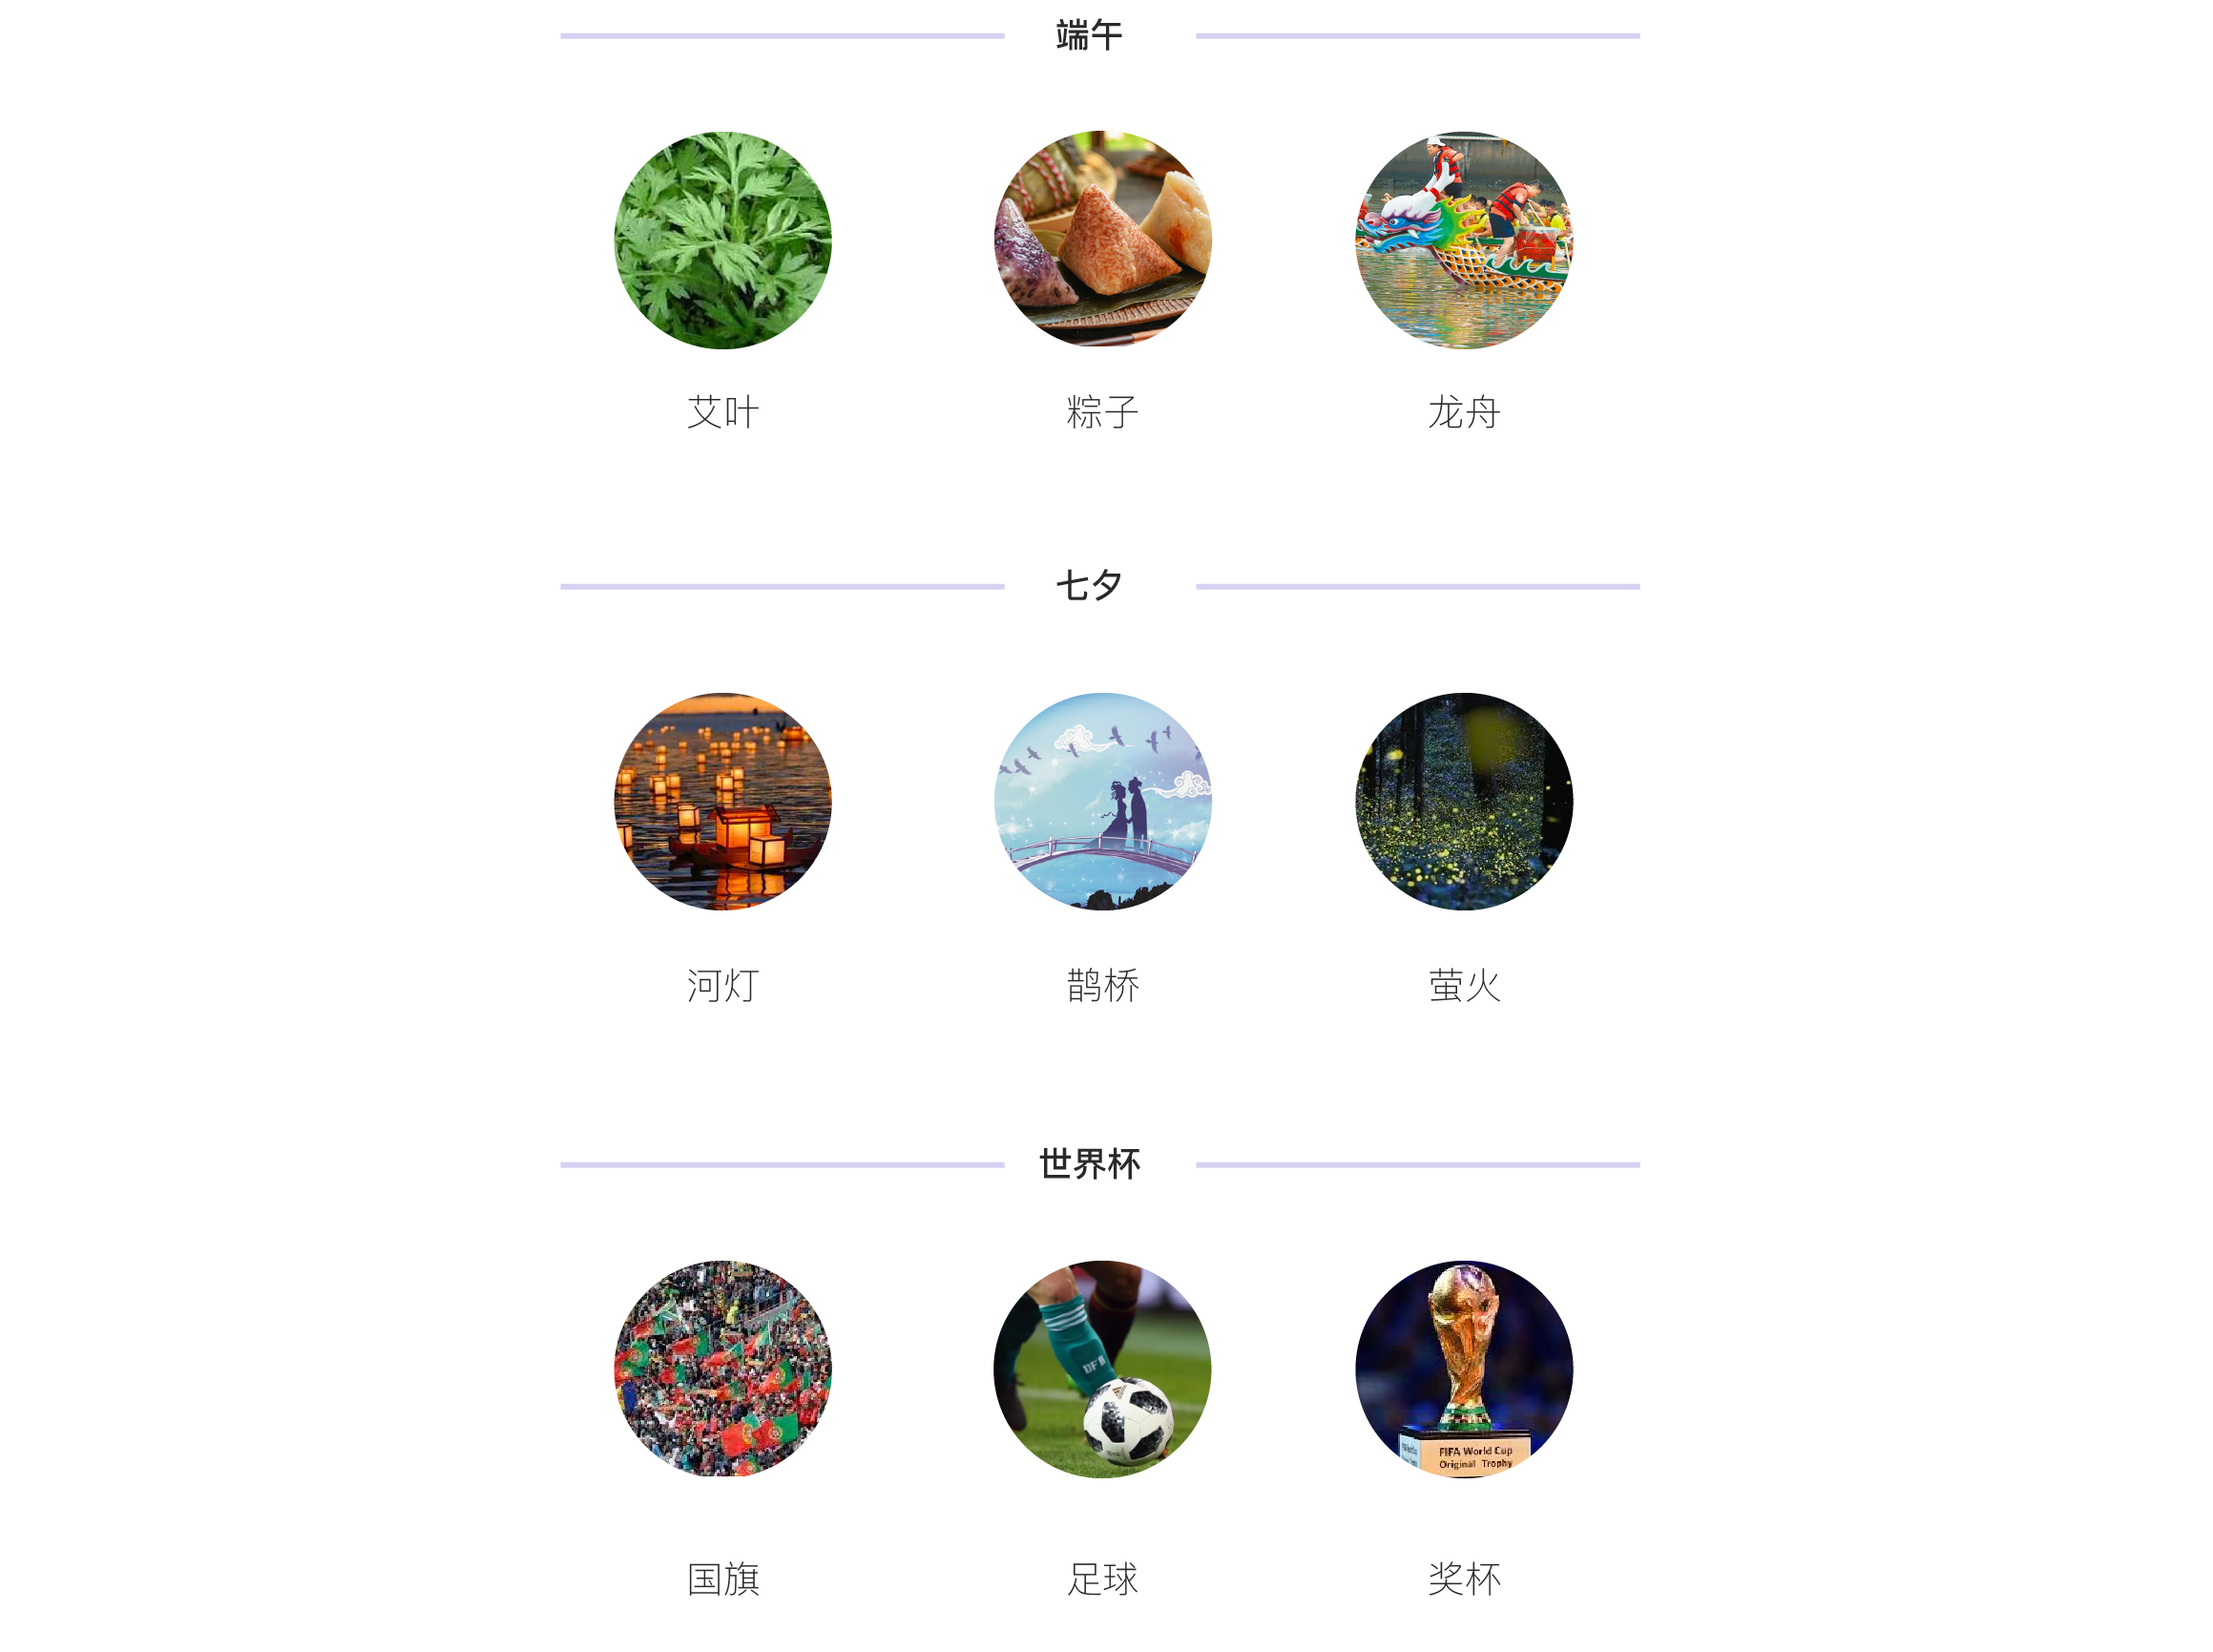 端午
艾叶
粽子
龙舟
七夕
河灯
鹊桥
萤火
世界杯
DFB
FIFA World Cup
Original Trophy
国旗
足球
奖杯